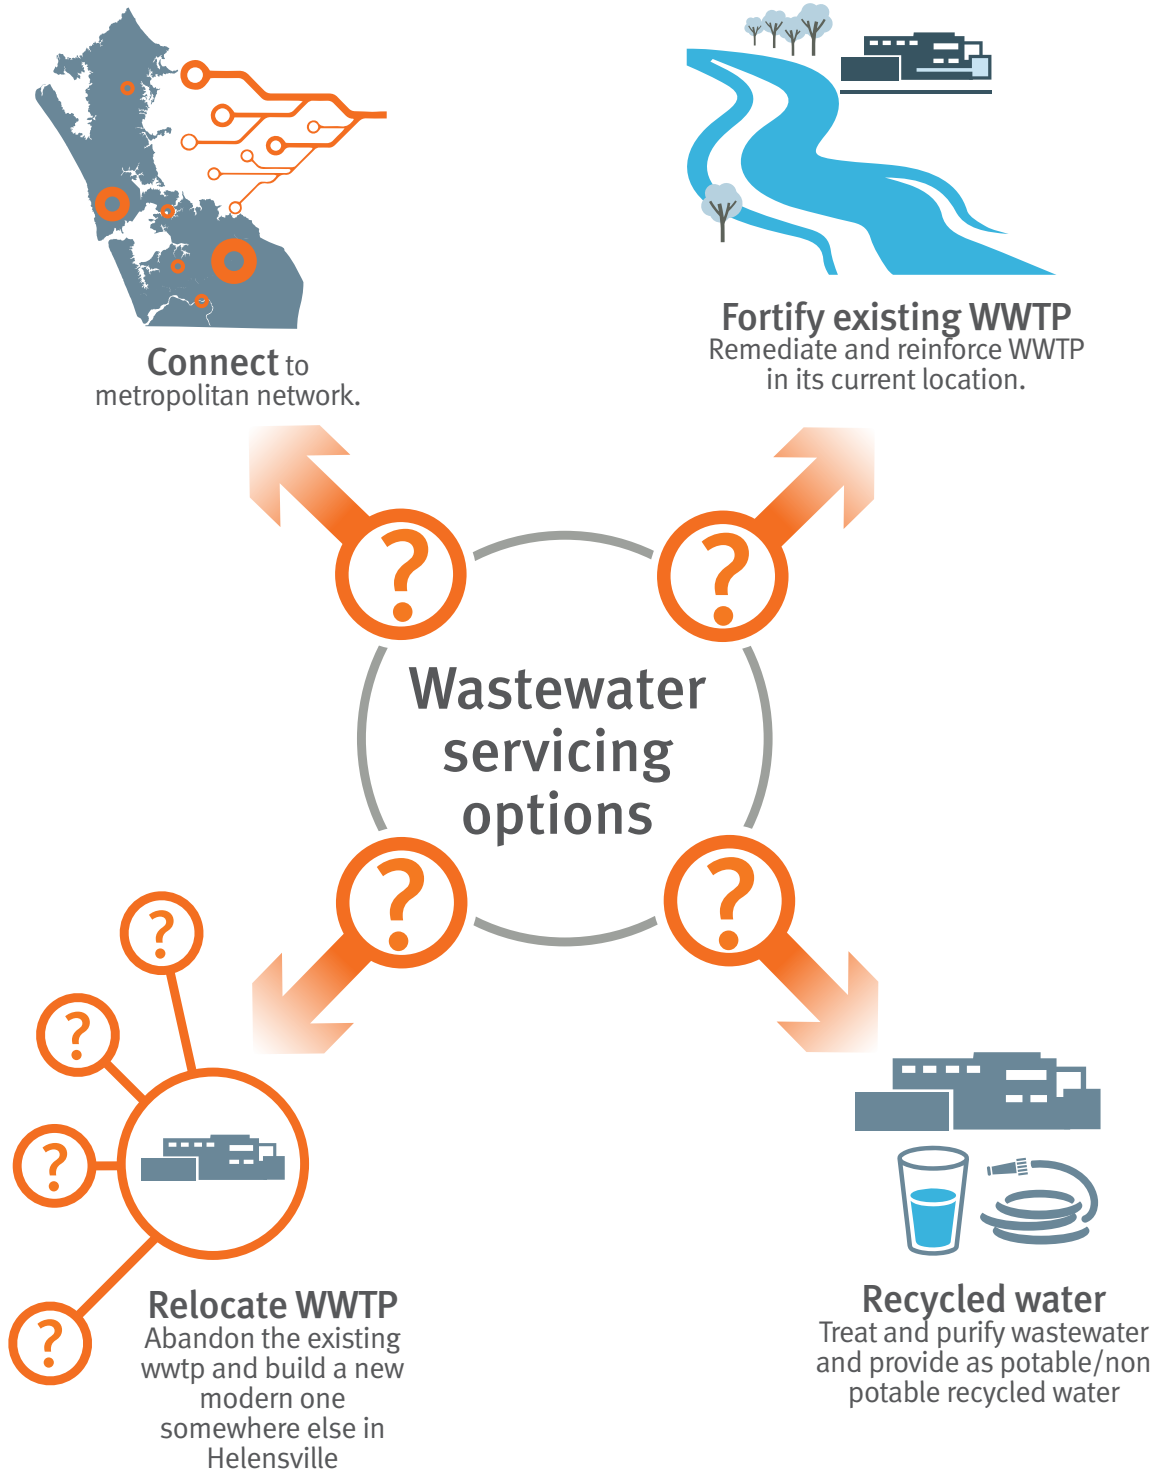 Connect to
metropolitan network.
Fortify existing WWTP
Remediate and reinforce WWTP
in its current location.
?
?
Wastewater
servicing
options
?
?
?
?
?
?
Relocate WWTP
Abandon the existing
wwtp and build a new
modern one
somewhere else in
Helensville
Recycled water
Treat and purify wastewater
and provide as potable/non
potable recycled water